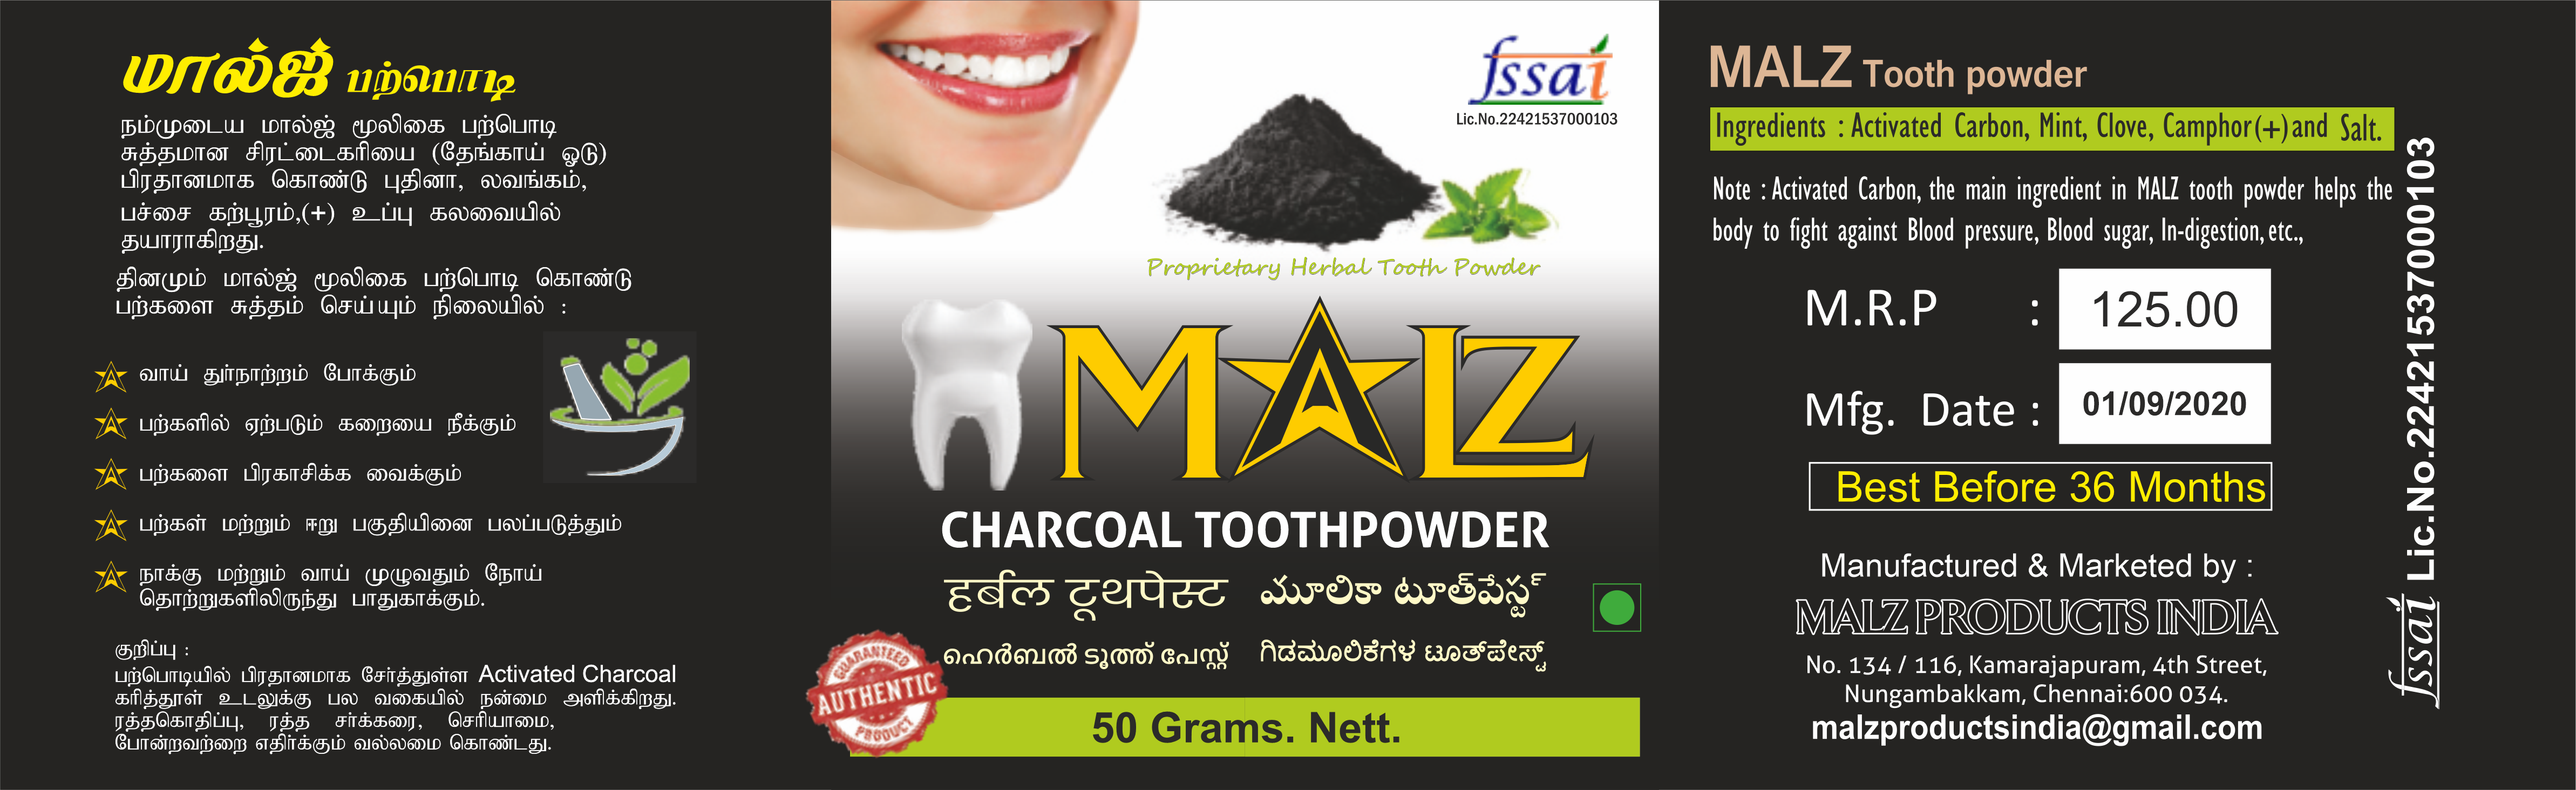 மால்ஜ் பற்பொடி
நம்முடைய மால்ஜ் மூலிகை பற்பொடி
சுத்தமான சிரட்டைகரியை (தேங்காய் ஓடு)
பிரதானமாக கொண்டு புதினா, லவங்கம்,
பச்சை கற்பூரம்,(+) உப்பு கலவையில்
தயாராகிறது.
தினமும் மால்ஜ் மூலிகை பற்பொடி கொண்டு
பற்களை சுத்தம் செய்யும் நிலையில் :
வாய் துர்நாற்றம் போக்கும்
பற்களில் ஏற்படும் கறையை நீக்கும்
பற்களை பிரகாசிக்க வைக்கும்
பற்கள் மற்றும் ஈறு பகுதியினை பலப்படுத்தும்
நாக்கு மற்றும் வாய் முழுவதும் நோய்
தொற்றுகளிலிருந்து பாதுகாக்கும்.
குறிப்பு :
பற்பொடியில் பிரதானமாக சேர்த்துள்ள Activated Charcoal
கரித்தூள் உடலுக்கு பல வகையில் நன்மை அளிக்கிறது.
ரத்தகொதிப்பு, ரத்த சர்க்கரை, செரியாமை,
போன்றவற்றை எதிர்க்கும் வல்லமை கொண்டது.
fssai
Lic.No.22421537000103
Proprietary Herbal Tooth Powder
MALZ
CHARCOAL TOOTHPOWDER
हर्बल टूथपेस्ट
మూలికా టూత్‌పేస్ట్
ഹെർബൽ ടൂത്ത് പേസ്റ്റ്
ಗಿಡಮೂಲಿಕೆಗಳ ಟೂತ್‌ಪೇಸ್ಟ್
GUARANTEED
AUTHENTIC
PRODUCT
50 Grams. Nett.
MALZ Tooth powder
Ingredients : Activated Carbon, Mint, Clove, Camphor(+)and Salt.
Note : Activated Carbon, the main ingredient in MALZ tooth powder helps the
body to fight against Blood pressure, Blood sugar, In-digestion, etc.,
M.R.P : 125.00
Mfg. Date : 01/09/2020
Best Before 36 Months
Manufactured & Marketed by :
MALZ PRODUCTS INDIA
No. 134 / 116, Kamarajapuram, 4th Street,
Nungambakkam, Chennai:600 034.
malzproductsindia@gmail.com
fssai Lic.No.22421537000103